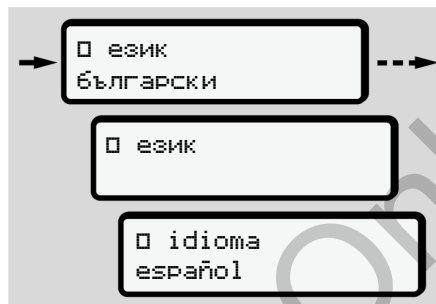 □ език
български
□ език
□ idioma
español